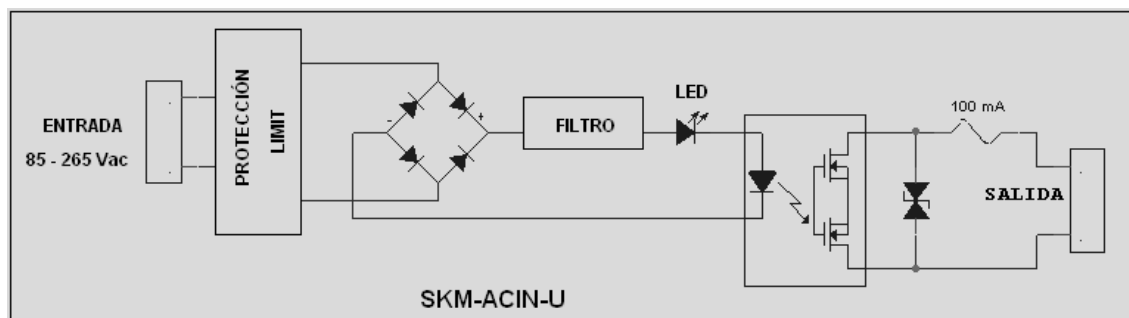 ENTRADA
85 - 265 Vac
PROTECCIÓN
LIMIT
-
+
FILTRO
LED
100 mA
SALIDA
SKM-ACIN-U